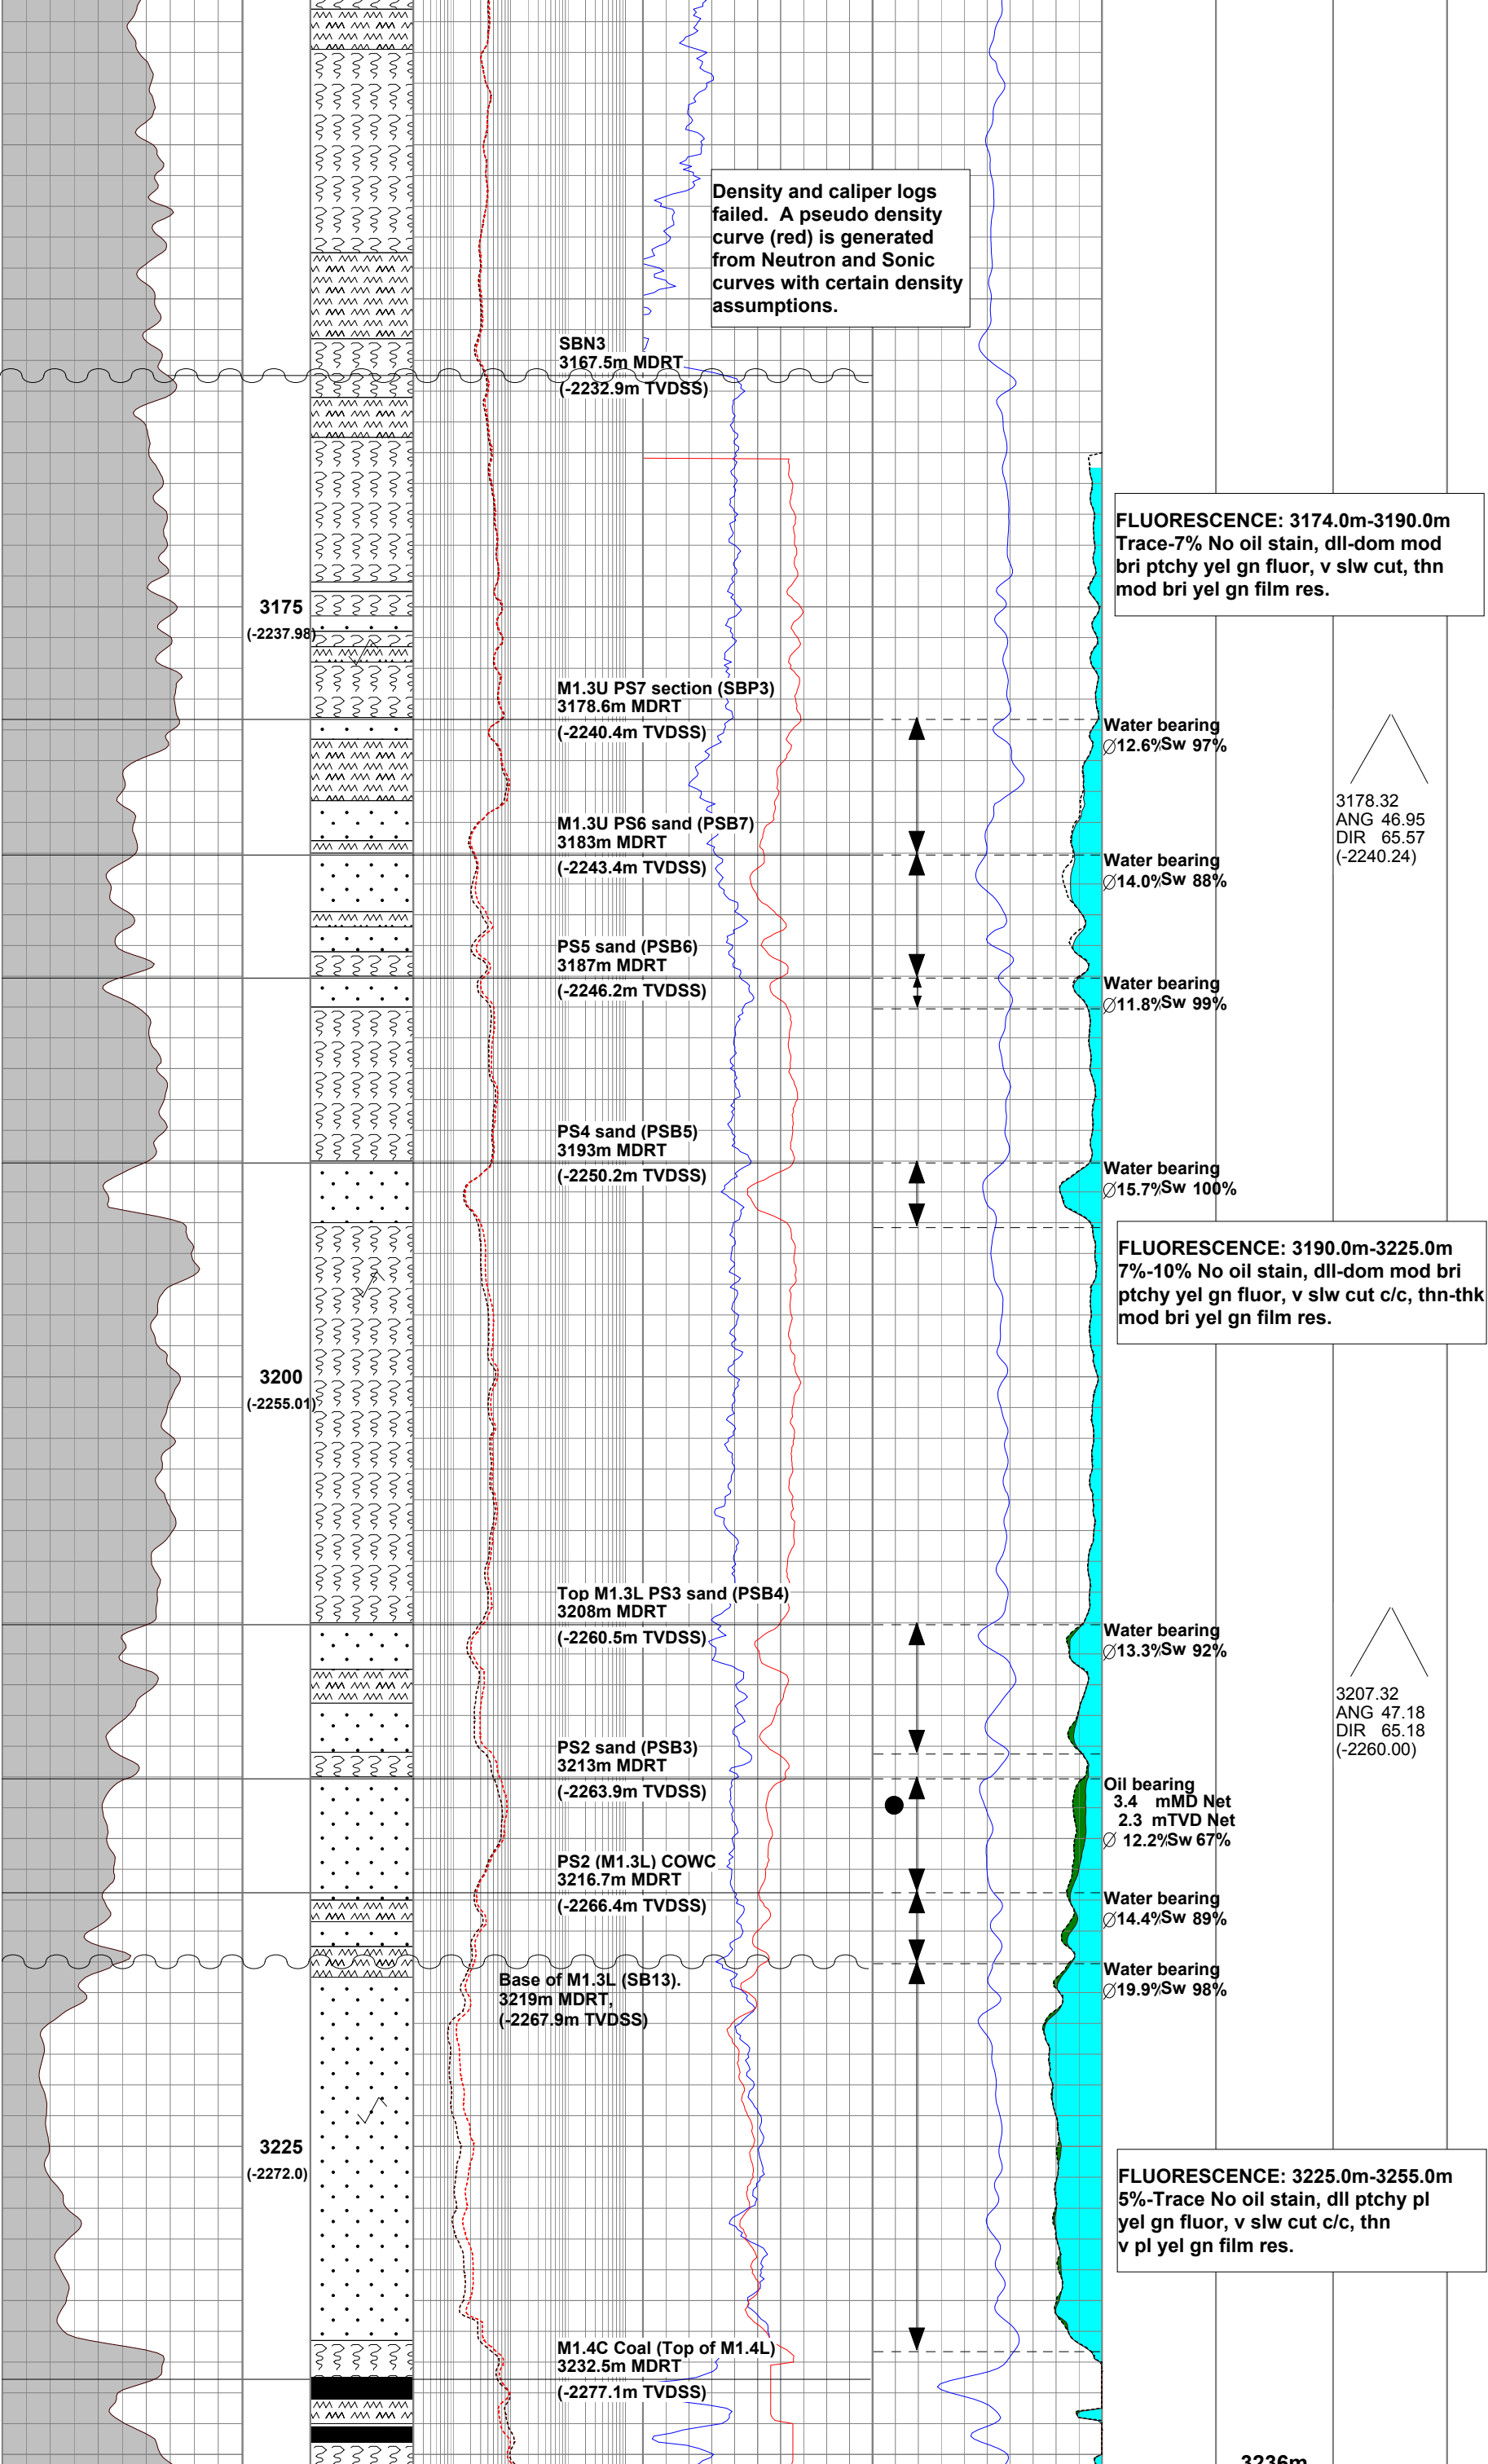 Density and caliper logs
failed. A pseudo density
curve (red) is generated
from Neutron and Sonic
curves with certain density
assumptions.
SBN3
3167.5m MDRT
(-2232.9m TVDSS)
FLUORESCENCE: 3174.0m-3190.0m
Trace-7% No oil stain, dll-dom mod
bri ptchy yel gn fluor, v slw cut, thn
mod bri yel gn film res.
3175
(-2237.98)
M1.3U PS7 section (SBP3)
3178.6m MDRT
(-2240.4m TVDSS)
Water bearing
∅12.6%Sw 97%
3178.32
ANG 46.95
DIR 65.57
(-2240.24)
M1.3U PS6 sand (PSB7)
3183m MDRT
(-2243.4m TVDSS)
Water bearing
∅14.0%Sw 88%
PS5 sand (PSB6)
3187m MDRT
(-2246.2m TVDSS)
Water bearing
∅11.8%Sw 99%
PS4 sand (PSB5)
3193m MDRT
(-2250.2m TVDSS)
Water bearing
∅15.7%Sw 100%
FLUORESCENCE: 3190.0m-3225.0m
7%-10% No oil stain, dll-dom mod bri
ptchy yel gn fluor, v slw cut c/c, thn-thk
mod bri yel gn film res.
3200
(-2255.01)
Top M1.3L PS3 sand (PSB4)
3208m MDRT
(-2260.5m TVDSS)
Water bearing
∅13.3%Sw 92%
3207.32
ANG 47.18
DIR 65.18
(-2260.00)
PS2 sand (PSB3)
3213m MDRT
(-2263.9m TVDSS)
Oil bearing
3.4 mMD Net
2.3 mTVD Net
∅ 12.2%Sw 67%
PS2 (M1.3L) COWC
3216.7m MDRT
(-2266.4m TVDSS)
Water bearing
∅14.4%Sw 89%
Base of M1.3L (SB13).
3219m MDRT,
(-2267.9m TVDSS)
Water bearing
∅19.9%Sw 98%
3225
(-2272.0)
FLUORESCENCE: 3225.0m-3255.0m
5%-Trace No oil stain, dll ptchy pl
yel gn fluor, v slw cut c/c, thn
v pl yel gn film res.
M1.4C Coal (Top of M1.4L)
3232.5m MDRT
(-2277.1m TVDSS)
3236m